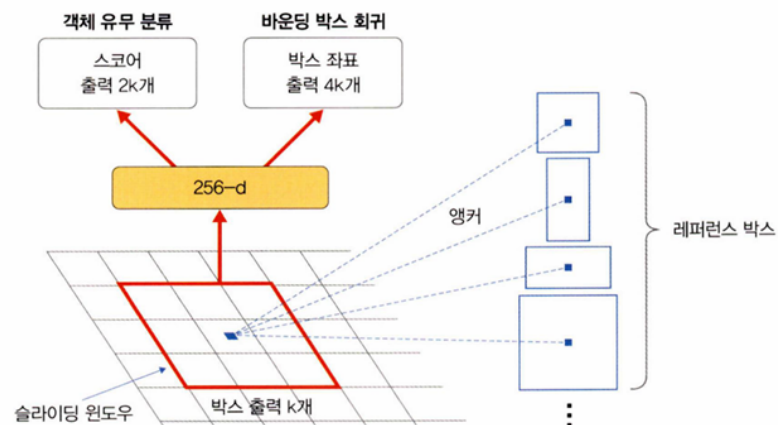 객체 유무 분류
바운딩 박스 회귀
스코어
출력 2k개
박스 좌표
출력 4k개
256–d
앵커
레퍼런스 박스
슬라이딩 윈도우
박스 출력 k개